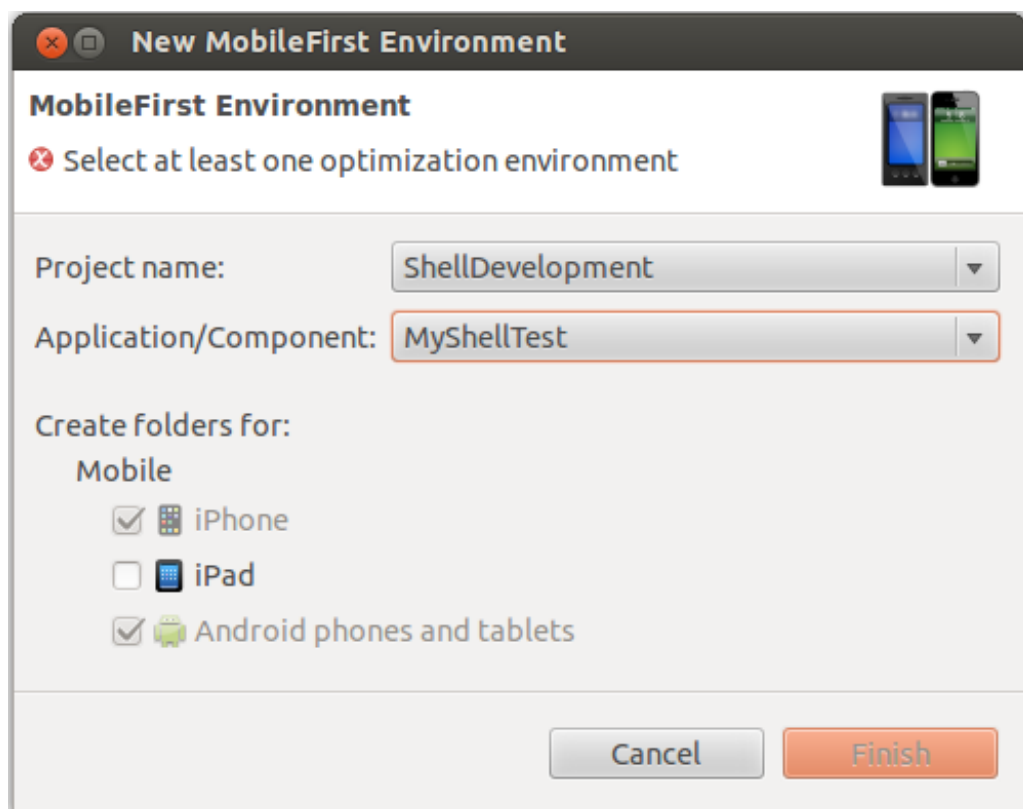 New MobileFirst Environment
MobileFirst Environment
Select at least one optimization environment
Project name: ShellDevelopment
Application/Component: MyShellTest
Create folders for:
Mobile
iPhone
iPad
Android phones and tablets
Cancel Finish